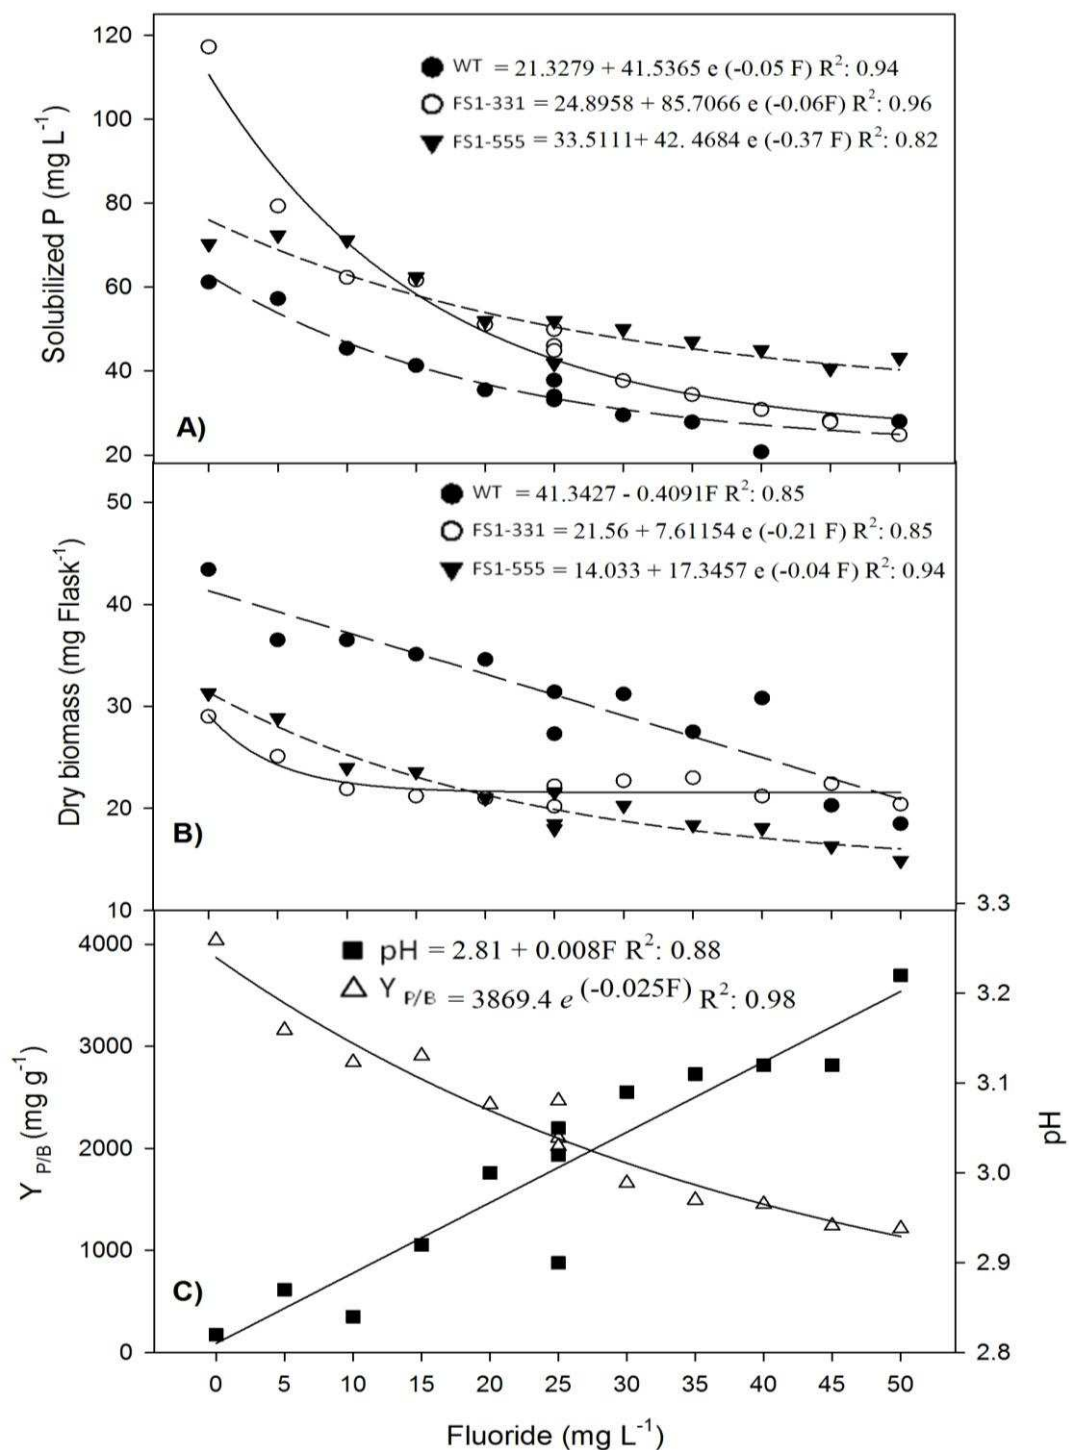 120
100
80
60
40
20
Solubilized P (mg L⁻¹)
WT = 21.3279 + 41.5365 e (-0.05 F) R²: 0.94
FS1-331 = 24.8958 + 85.7066 e (-0.06F) R²: 0.96
FS1-555 = 33.5111+ 42. 4684 e (-0.37 F) R²: 0.82
A)
50
40
30
20
10
Dry biomass (mg Flask⁻¹)
WT = 41.3427 - 0.4091F R²: 0.85
FS1-331 = 21.56 + 7.61154 e (-0.21 F) R²: 0.85
FS1-555 = 14.033 + 17.3457 e (-0.04 F) R²: 0.94
B)
4000
3000
2000
1000
0
Y P/B (mg g⁻¹)
pH = 2.81 + 0.008F R²: 0.88
Y P/B = 3869.4 e (-0.025F) R²: 0.98
C)
3.3
3.2
3.1
3.0
2.9
2.8
pH
0 5 10 15 20 25 30 35 40 45 50
Fluoride (mg L⁻¹)